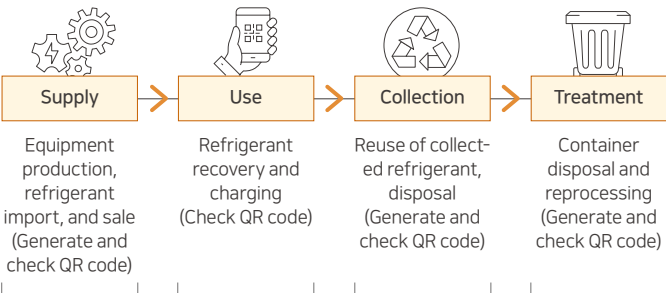 Supply
Use
Collection
Treatment
Equipment
production,
refrigerant
import, and sale
(Generate and
check QR code)
Refrigerant
recovery and
charging
(Check QR code)
Reuse of collect-
ed refrigerant,
disposal
(Generate and
check QR code)
Container
disposal and
reprocessing
(Generate and
check QR code)